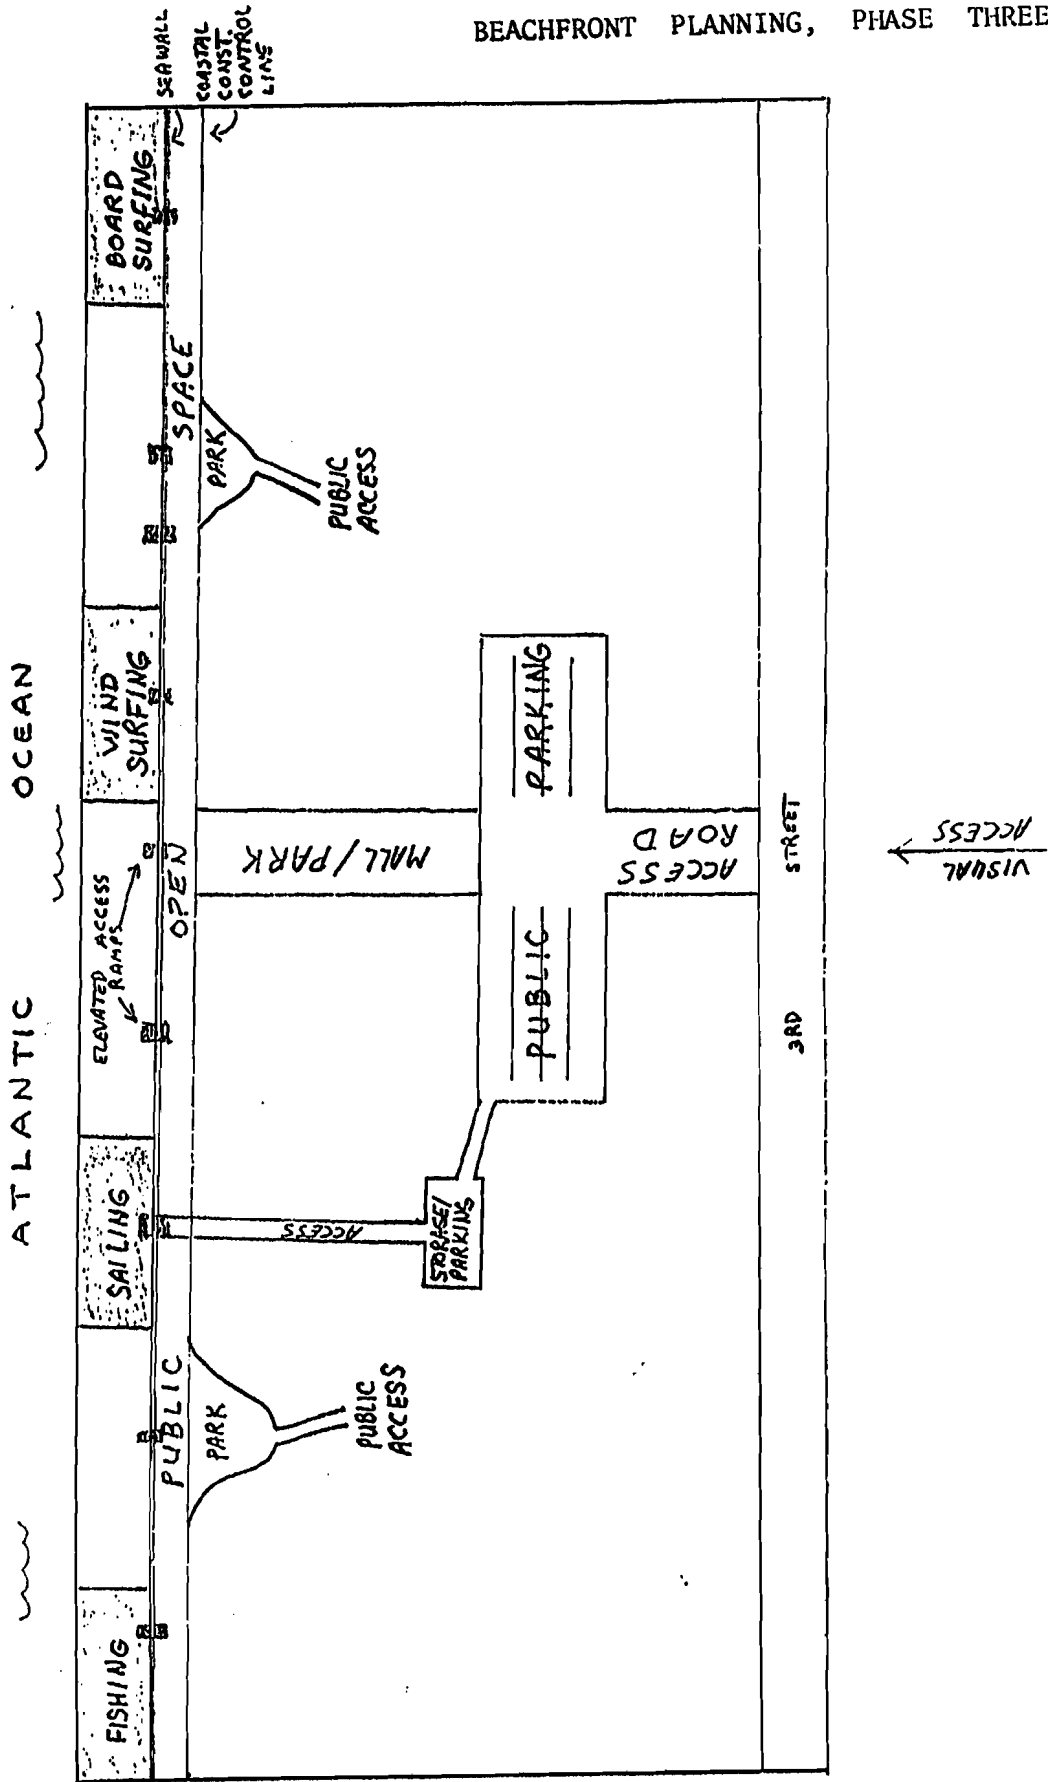 BEACHFRONT PLANNING, PHASE THREE
SEAWALL
COASTAL
CONST.
CONTROL
LINE
ATLANTIC OCEAN
FISHING
SAILING
ELEVATED ACCESS
RAMPS
WIND
SURFING
BOARD
SURFING
PUBLIC OPEN SPACE
PARK
PUBLIC
ACCESS
ACCESS
STORAGE/
PARKING
MALL/PARK
PARK
PUBLIC
ACCESS
PUBLIC PARKING
ACCESS
ROAD
3RD STREET
VISUAL
ACCESS